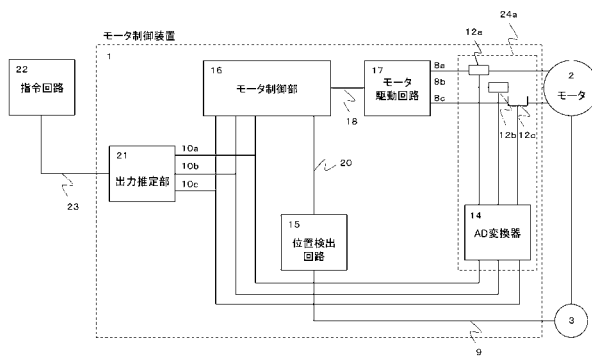 モータ制御装置
1
24a
12a
22
指令回路
16
モータ制御部
17
モータ
駆動回路
8a
8b
8c
2
モータ
12b
12c
18
21
出力推定部
10a
10b
10c
20
23
15
位置検出
回路
14
AD変換器
3
9